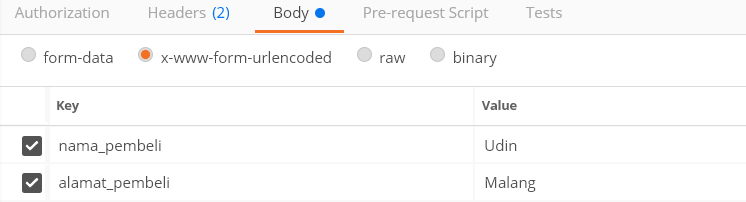 Authorization Headers (2) Body Pre-request Script Tests
form-data x-www-form-urlencoded raw binary
Key Value
nama_pembeli Udin
alamat_pembeli Malang